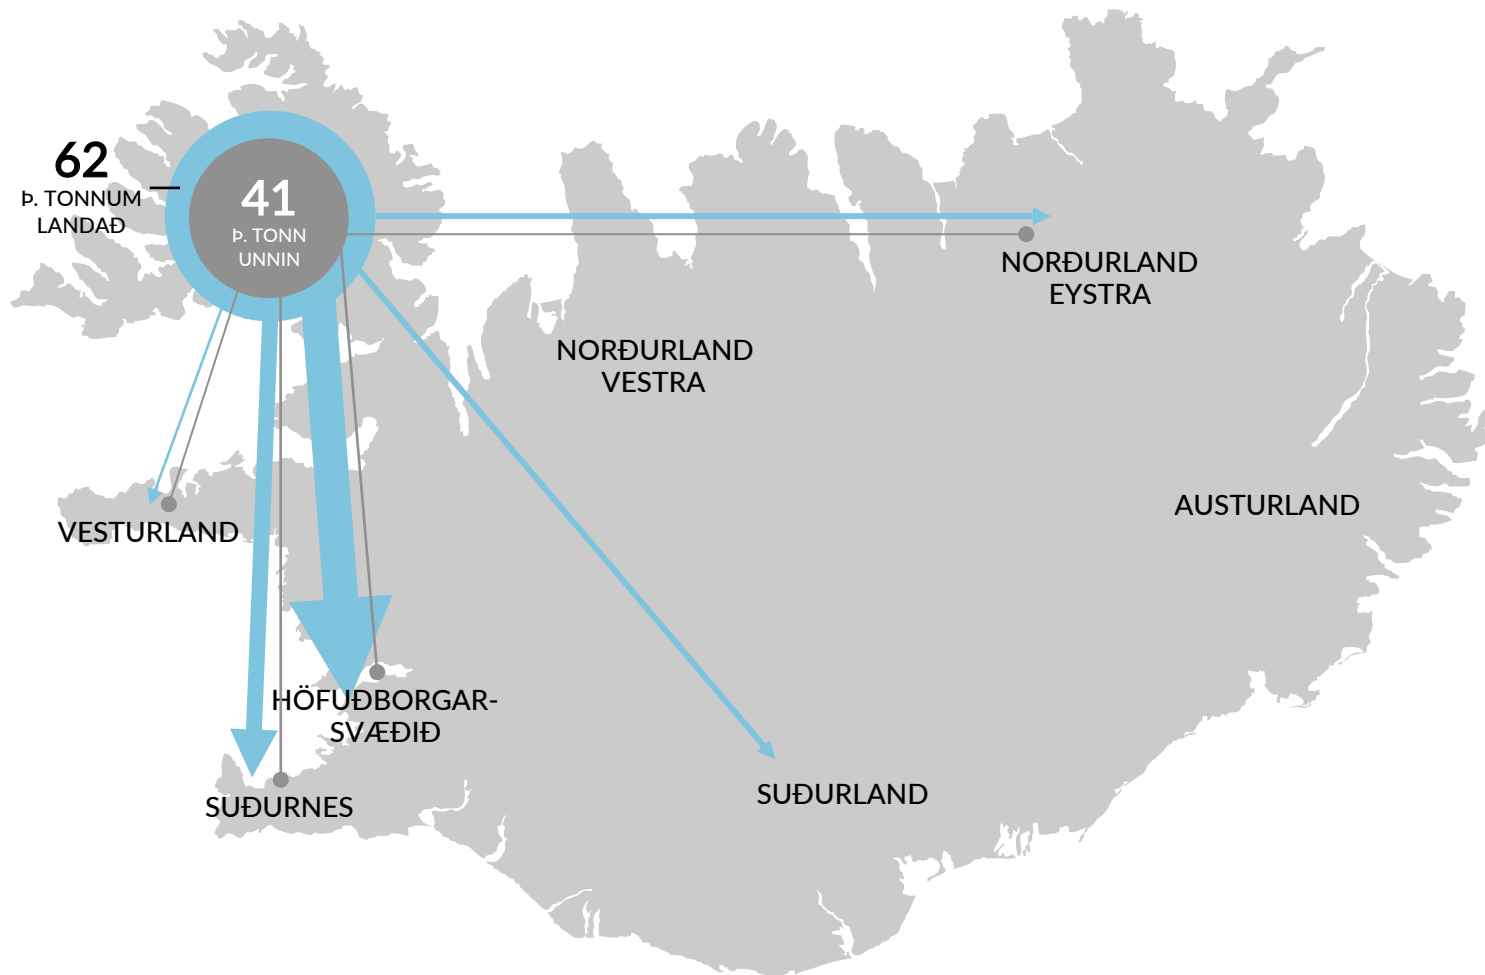 62
Þ. TONNUM
LANDAÐ
41
Þ. TONN
UNNIN
NORÐURLAND
EYSTRA
NORÐURLAND
VESTRA
AUSTURLAND
VESTURLAND
HÖFUÐBORGAR-
SVÆÐIÐ
SUÐURLAND
SUÐURNES